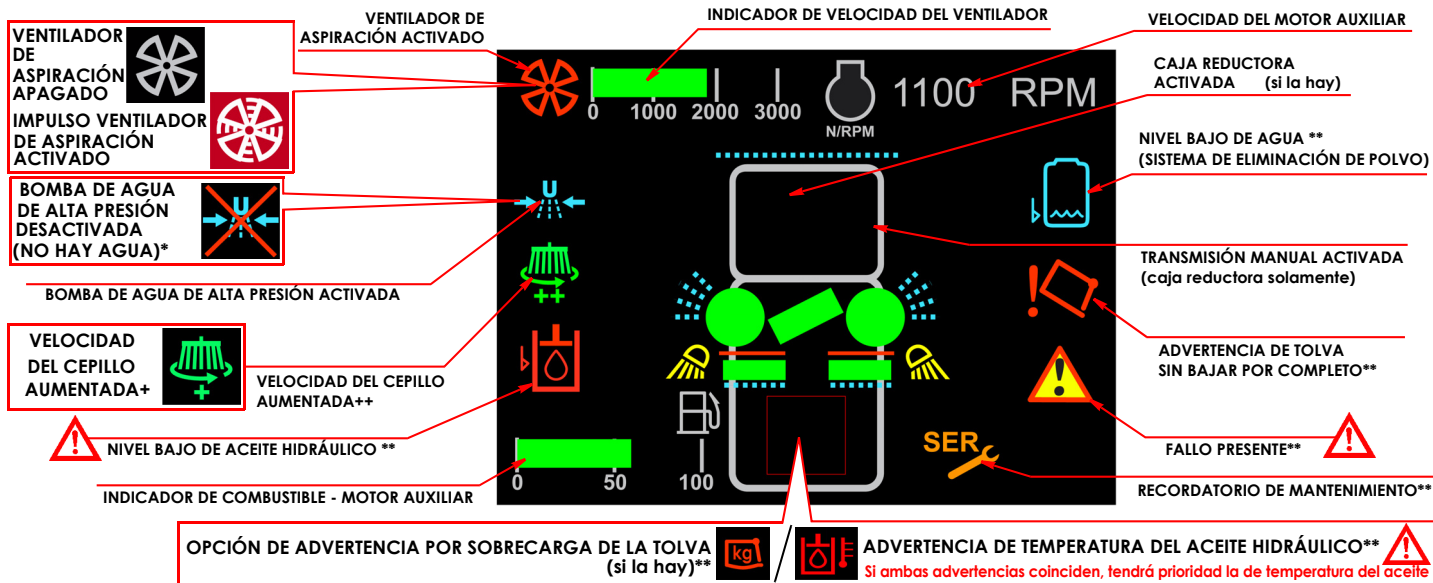 VENTILADOR
DE
ASPIRACIÓN
APAGADO
IMPULSO VENTILADOR
DE ASPIRACIÓN
ACTIVADO
VENTILADOR DE
ASPIRACIÓN ACTIVADO
INDICADOR DE VELOCIDAD DEL VENTILADOR
VELOCIDAD DEL MOTOR AUXILIAR
CAJA REDUCTORA
ACTIVADA (si la hay)
0 1000 2000 3000
N/RPM
1100 RPM
NIVEL BAJO DE AGUA **
(SISTEMA DE ELIMINACIÓN DE POLVO)
BOMBA DE AGUA
DE ALTA PRESIÓN
DESACTIVADA
(NO HAY AGUA)*
U
U
BOMBA DE AGUA DE ALTA PRESIÓN ACTIVADA
++
TRANSMISIÓN MANUAL ACTIVADA
(caja reductora solamente)
VELOCIDAD
DEL CEPILLO
AUMENTADA+
+
VELOCIDAD DEL CEPILLO
AUMENTADA++
!
ADVERTENCIA DE TOLVA
SIN BAJAR POR COMPLETO**
!
! NIVEL BAJO DE ACEITE HIDRÁULICO **
FALLO PRESENTE** !
SER
0 50 100
INDICADOR DE COMBUSTIBLE - MOTOR AUXILIAR
RECORDATORIO DE MANTENIMIENTO**
OPCIÓN DE ADVERTENCIA POR SOBRECARGA DE LA TOLVA
(si la hay)**
kg
/
ADVERTENCIA DE TEMPERATURA DEL ACEITE HIDRÁULICO** !
Si ambas advertencias coinciden, tendrá prioridad la de temperatura del aceite